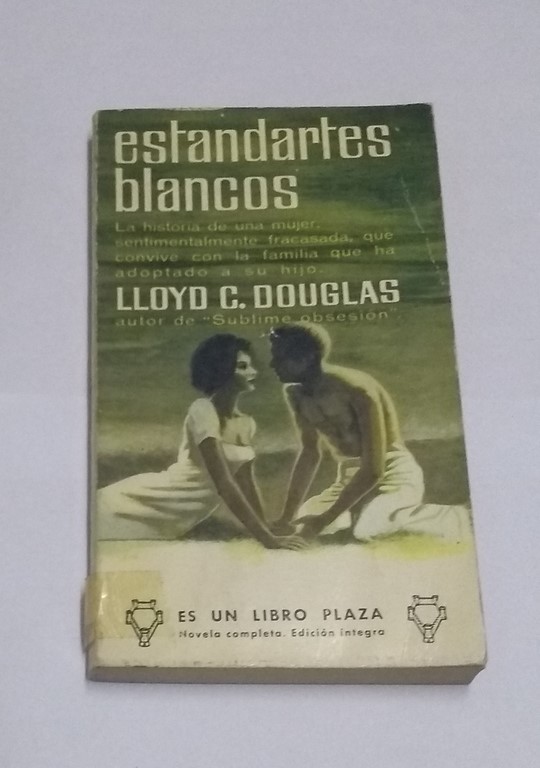 estandartes
blancos
La historia de una mujer,
sentimentalmente fracasada, que
convive con la familia que ha
adoptado a su hijo.
LLOYD C. DOUGLAS
autor de "Sublime obsesión".
ES UN LIBRO PLAZA
Novela completa. Edición íntegra